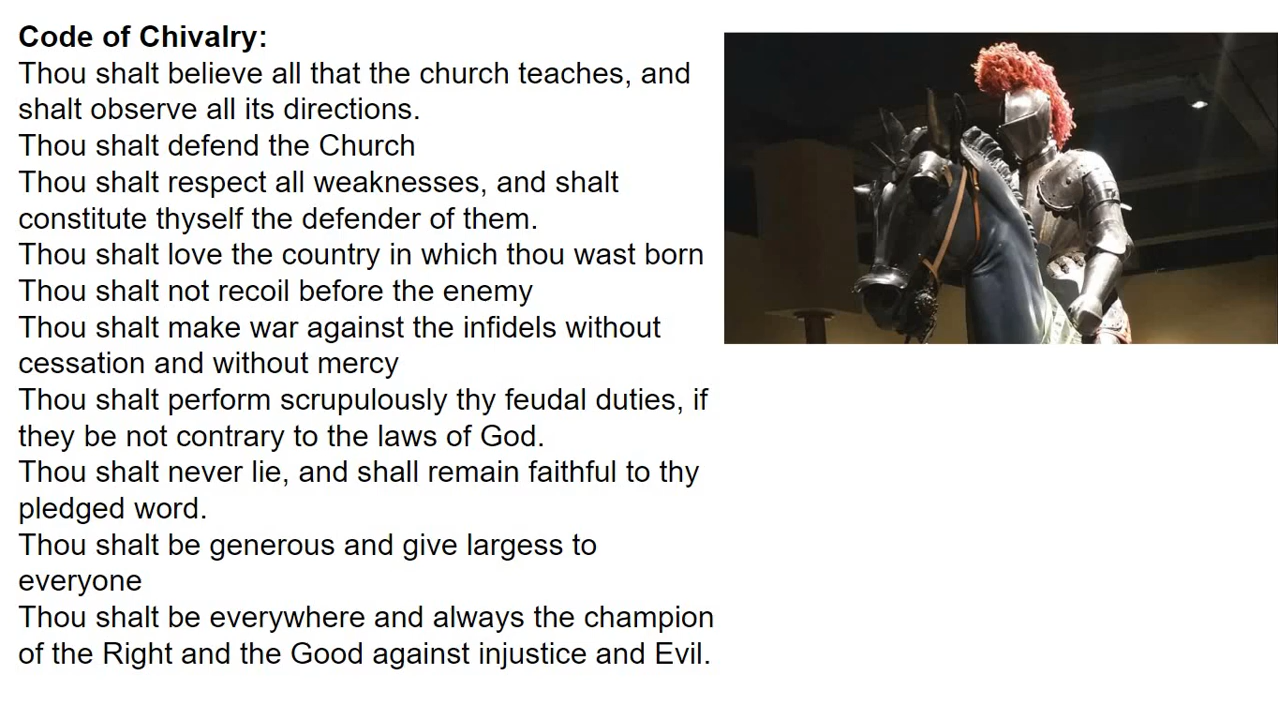 Code of Chivalry:
Thou shalt believe all that the church teaches, and
shalt observe all its directions.
Thou shalt defend the Church
Thou shalt respect all weaknesses, and shalt
constitute thyself the defender of them.
Thou shalt love the country in which thou wast born
Thou shalt not recoil before the enemy
Thou shalt make war against the infidels without
cessation and without mercy
Thou shalt perform scrupulously thy feudal duties, if
they be not contrary to the laws of God.
Thou shalt never lie, and shall remain faithful to thy
pledged word.
Thou shalt be generous and give largess to
everyone
Thou shalt be everywhere and always the champion
of the Right and the Good against injustice and Evil.